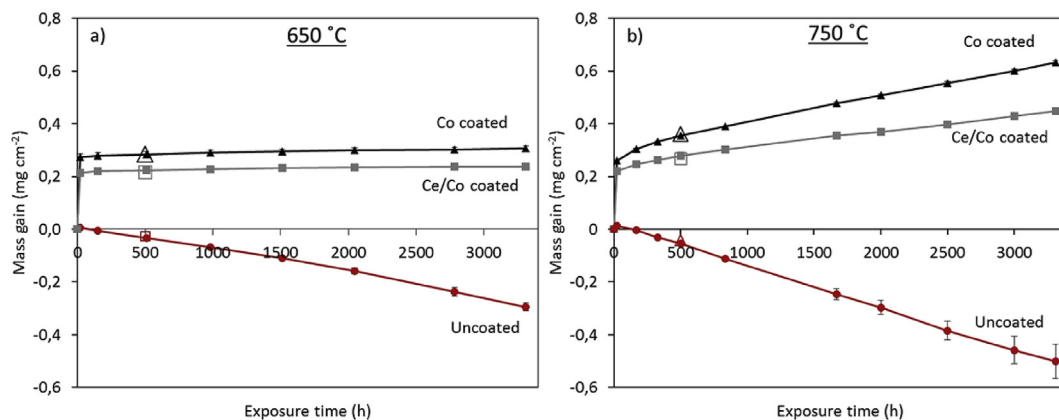 a)
650 ˚C
0,8
0,6
0,4
0,2
0,0
-0,2
-0,4
-0,6
Mass gain (mg cm-2)
0 500 1000 1500 2000 2500 3000
Exposure time (h)
Co coated
Ce/Co coated
Uncoated
b)
750 ˚C
0,8
0,6
0,4
0,2
0,0
-0,2
-0,4
-0,6
Mass gain (mg cm-2)
0 500 1000 1500 2000 2500 3000
Exposure time (h)
Co coated
Ce/Co coated
Uncoated